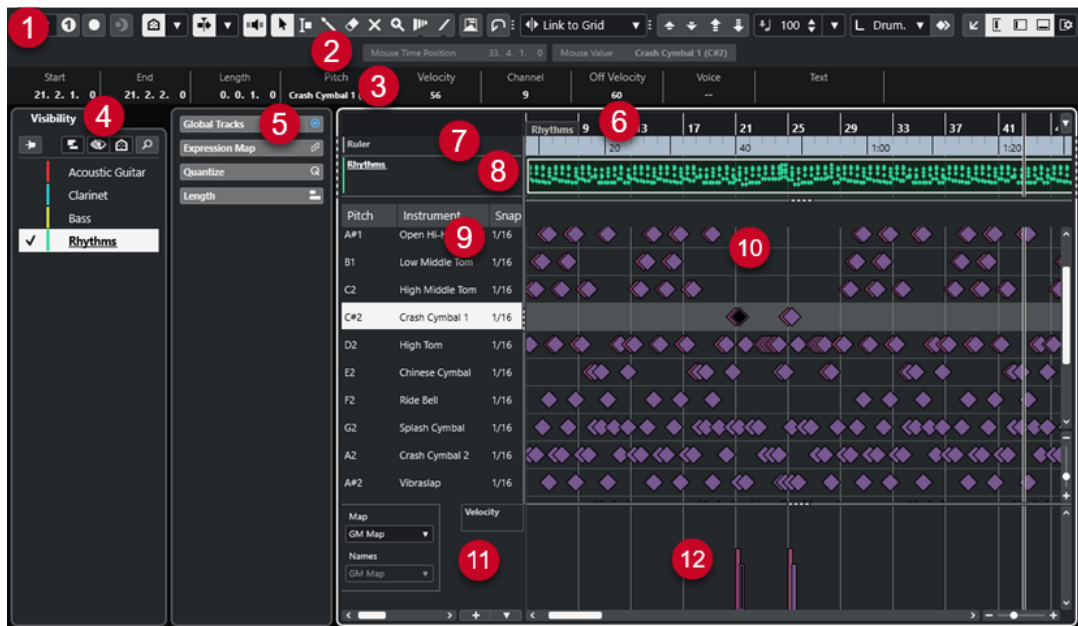 1 Link to Grid 100 L Drum.
2 Mouse Time Position 33. 4. 1. 0 Mouse Value Crash Cymbal 1 (C#2)
Start End Length Pitch Velocity Channel Off Velocity Voice Text
3
21. 2. 1. 0 21. 2. 2. 0 0. 0. 1. 0 Crash Cymbal 1 ( 56 9 60 --
Visibility
4
Acoustic Guitar
Clarinet
Bass
Rhythms
Global Tracks
5
Expression Map
Quantize
Length
6
Rhythms 9 13 17 21 25 29 33 37 41
Ruler 7 20 40 1:00 1:20
Rhythms 8
Pitch Instrument Snap
9
A#1 Open Hi-H 1/16
10
B1 Low Middle Tom 1/16
C2 High Middle Tom 1/16
C#2 Crash Cymbal 1 1/16
D2 High Tom 1/16
E2 Chinese Cymbal 1/16
F2 Ride Bell 1/16
G2 Splash Cymbal 1/16
A2 Crash Cymbal 2 1/16
A#2 Vibraslap 1/16
Map
GM Map
Names
GM Map
Velocity
11
12